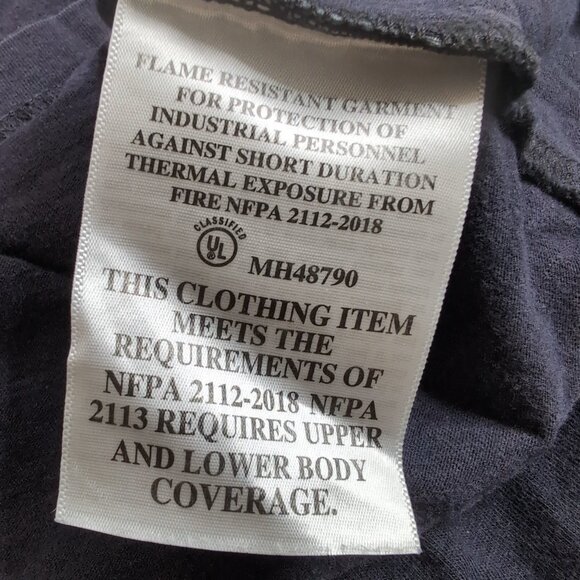 FLAME RESISTANT GARMENT
FOR PROTECTION OF
INDUSTRIAL PERSONNEL
AGAINST SHORT DURATION
THERMAL EXPOSURE FROM
FIRE NFPA 2112-2018
CLASSIFIED
UL
MH48790
THIS CLOTHING ITEM
MEETS THE
REQUIREMENTS OF
NFPA 2112-2018 NFPA
2113 REQUIRES UPPER
AND LOWER BODY
COVERAGE.